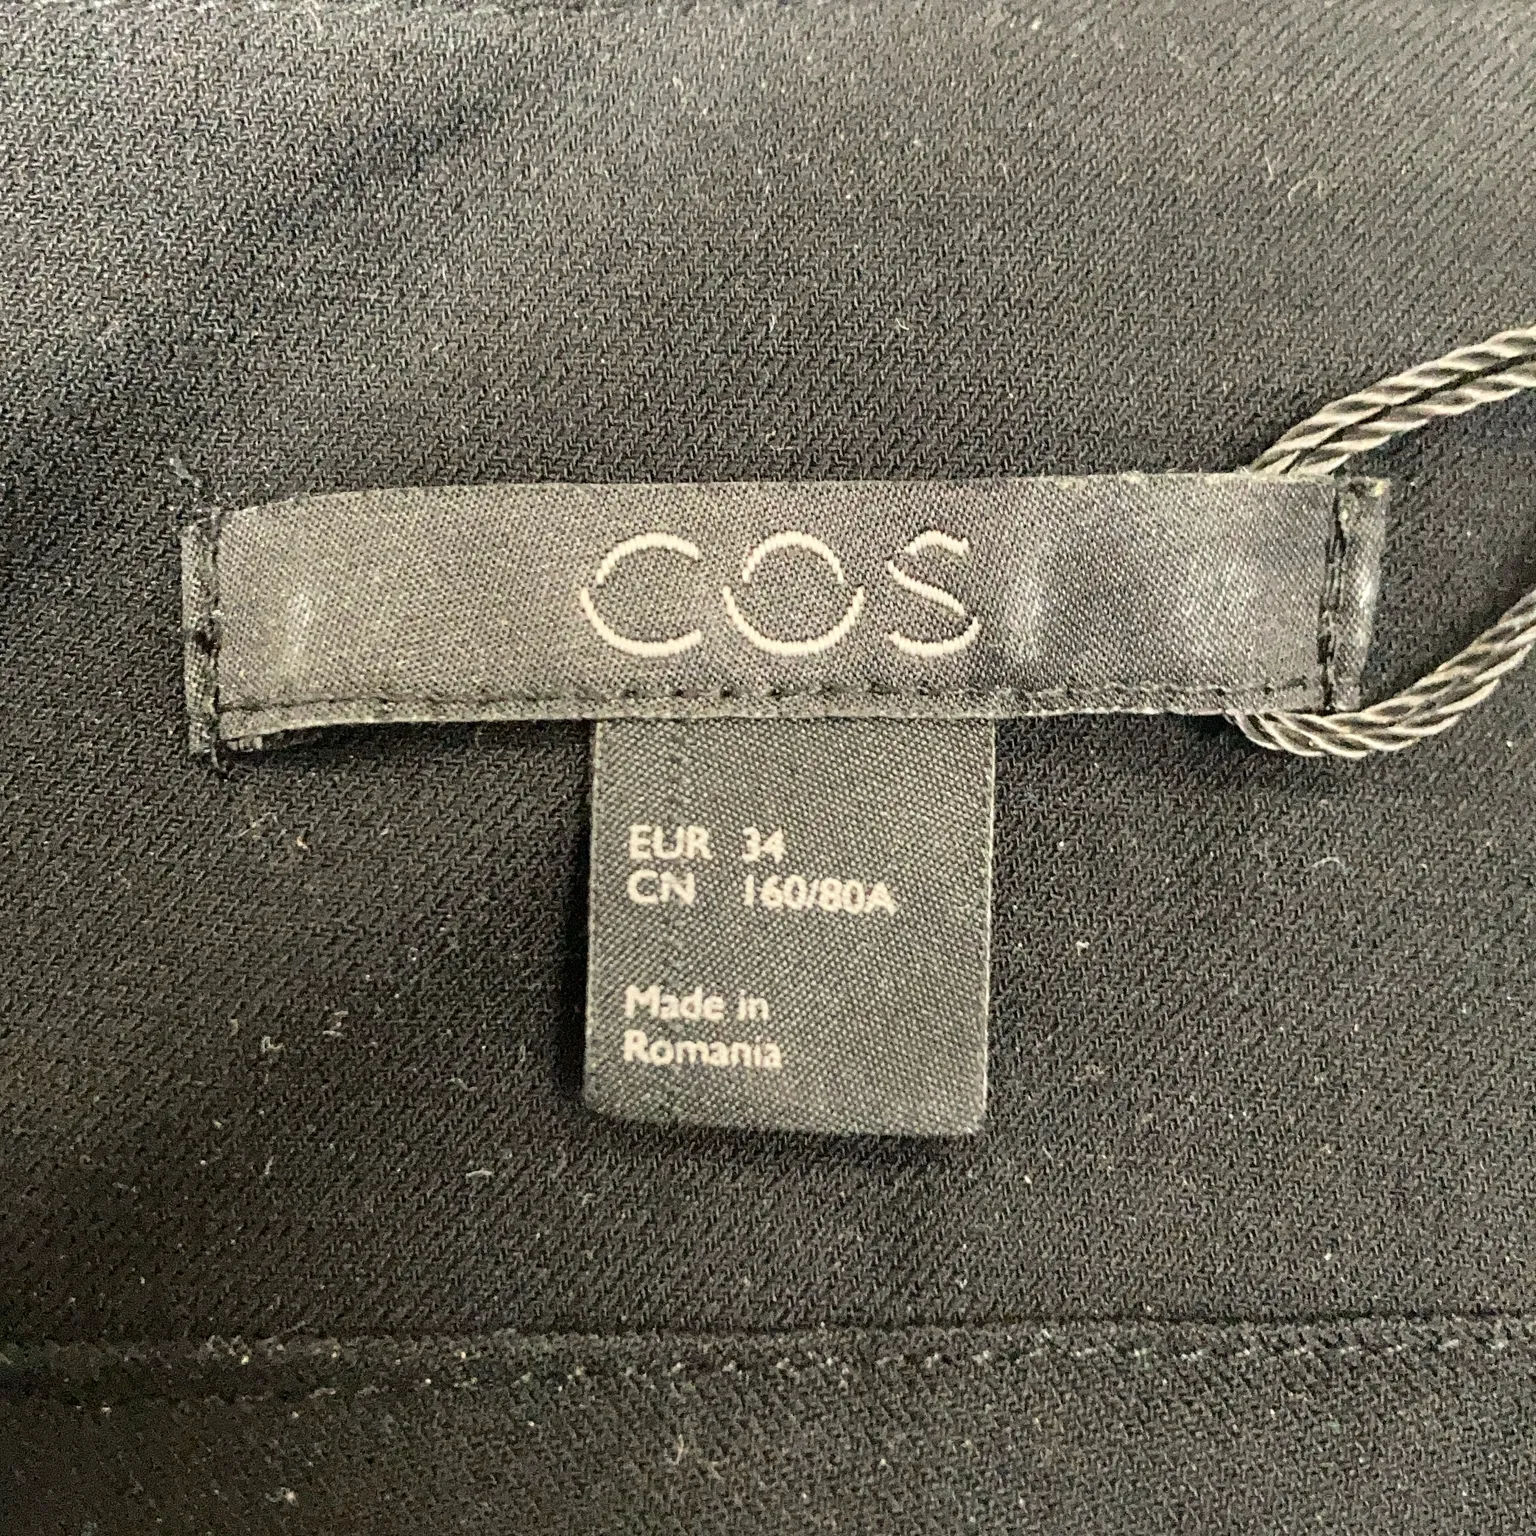 COS
EUR 34
CN 160/80A
Made in
Romania